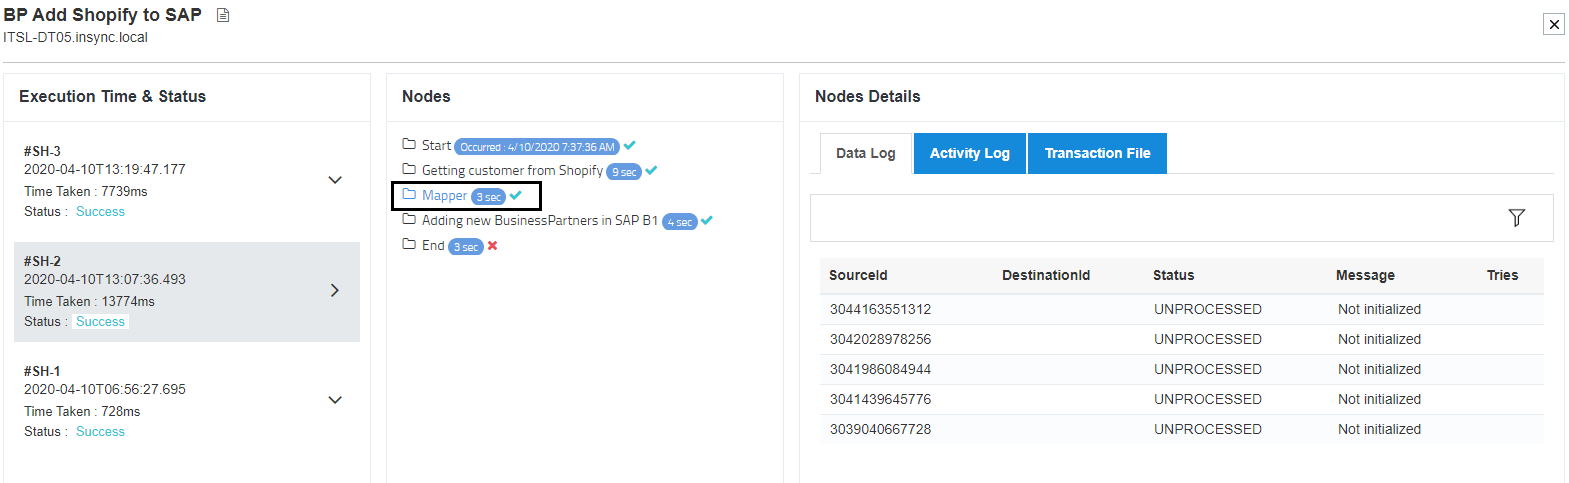 BP Add Shopify to SAP
ITSL-DT05.insync.local
Execution Time & Status
#SH-3
2020-04-10T13:19:47.177
Time Taken : 7739ms
Status : Success
#SH-2
2020-04-10T13:07:36.493
Time Taken : 13774ms
Status : Success
#SH-1
2020-04-10T06:56:27.695
Time Taken : 728ms
Status : Success
Nodes
Start Occurred : 4/10/2020 7:37:36 AM
Getting customer from Shopify 9 sec
Mapper 3 sec
Adding new BusinessPartners in SAP B1 4 sec
End 3 sec
Nodes Details
Data Log Activity Log Transaction File
SourceId DestinationId Status Message Tries
3044163551312 UNPROCESSED Not initialized
3042028978256 UNPROCESSED Not initialized
3041986084944 UNPROCESSED Not initialized
3041439645776 UNPROCESSED Not initialized
3039040667728 UNPROCESSED Not initialized